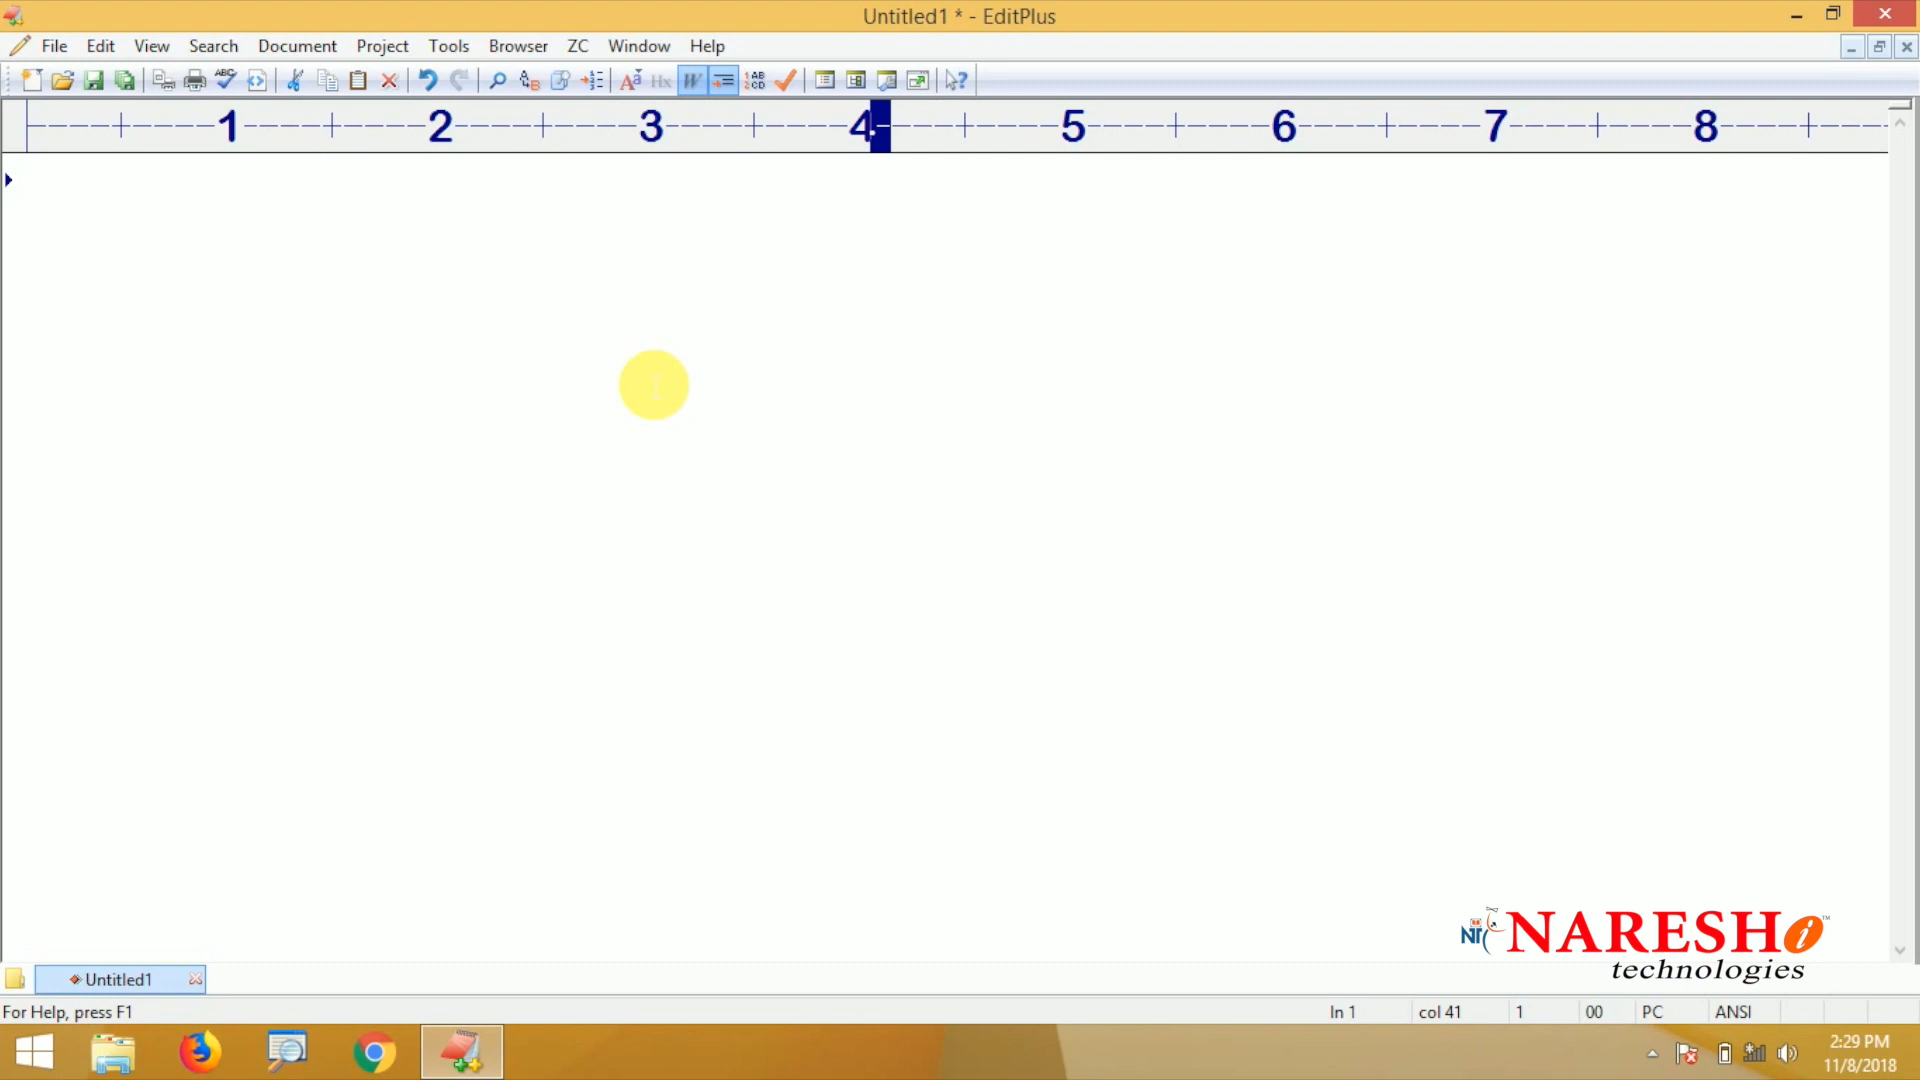 Untitled1 * - EditPlus
File Edit View Search Document Project Tools Browser ZC Window Help
1 2 3 4 5 6 7 8
NARESH i ™
technologies
Untitled1
For Help, press F1
ln 1 col 41 1 00 PC ANSI
2:29 PM
11/8/2018